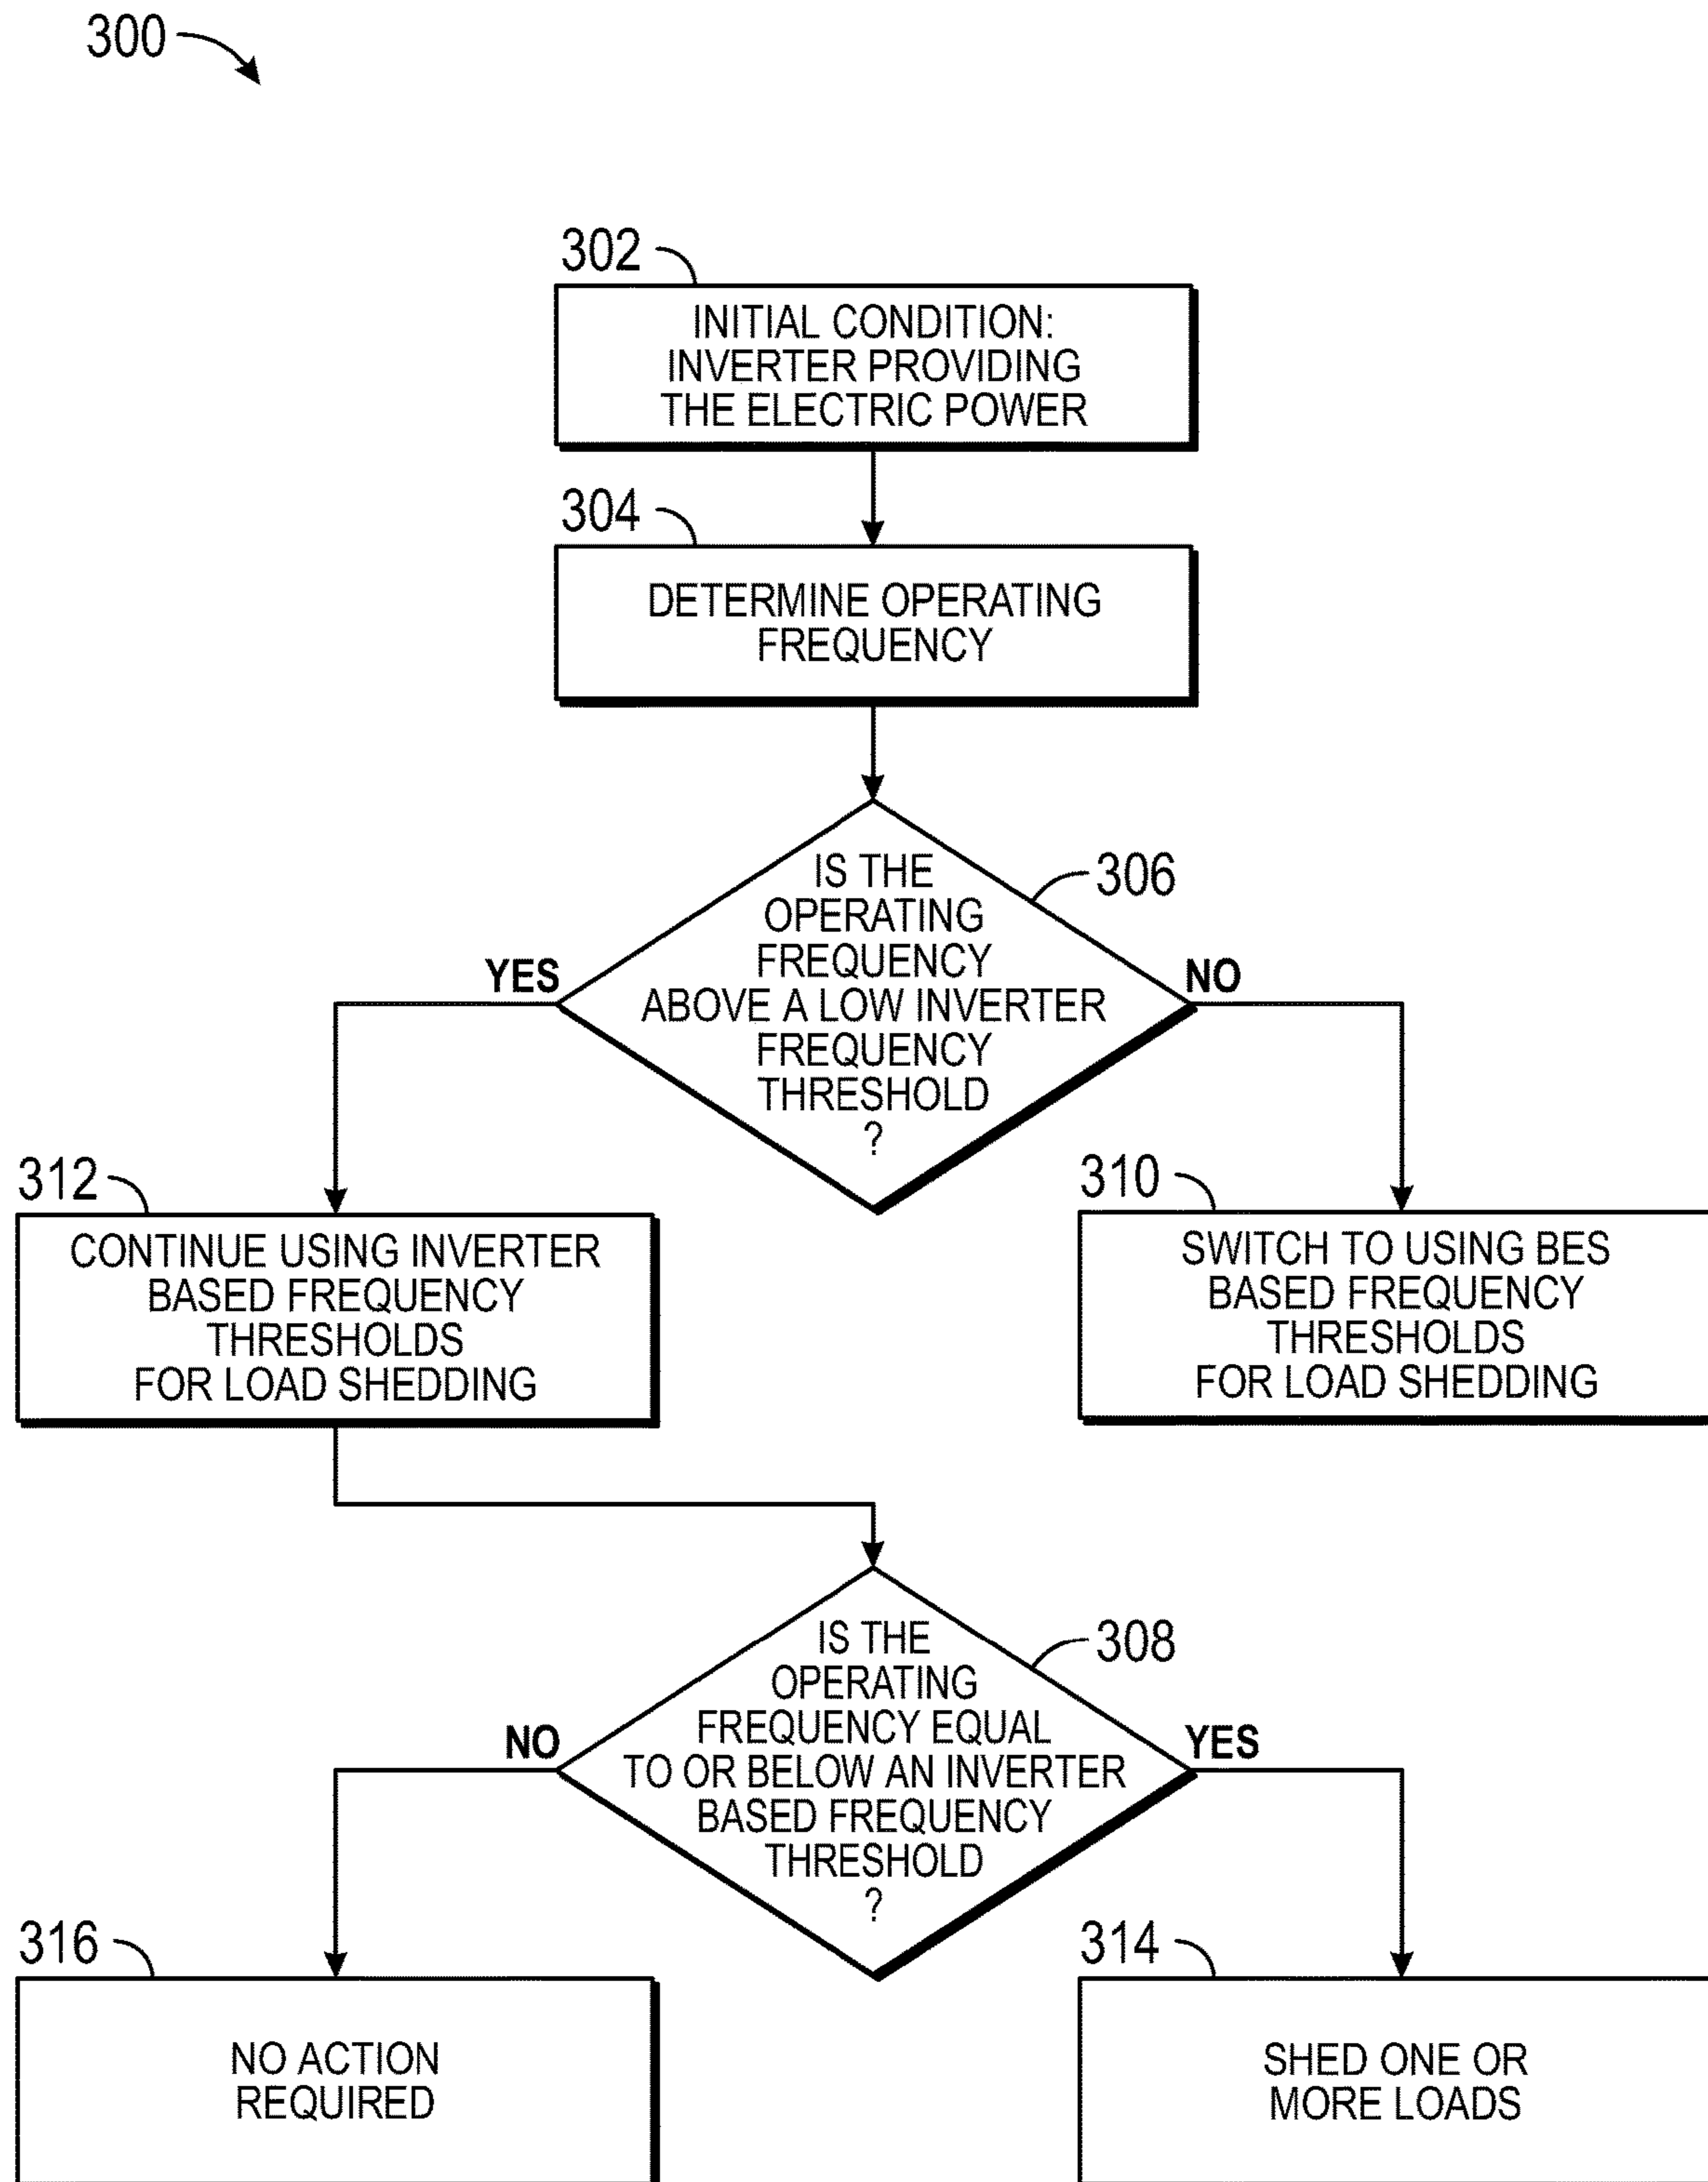 300
302
INITIAL CONDITION:
INVERTER PROVIDING
THE ELECTRIC POWER
304
DETERMINE OPERATING
FREQUENCY
306
IS THE
OPERATING
FREQUENCY
ABOVE A LOW INVERTER
FREQUENCY
THRESHOLD
?
YES
NO
312
CONTINUE USING INVERTER
BASED FREQUENCY
THRESHOLDS
FOR LOAD SHEDDING
310
SWITCH TO USING BES
BASED FREQUENCY
THRESHOLDS
FOR LOAD SHEDDING
308
IS THE
OPERATING
FREQUENCY EQUAL
TO OR BELOW AN INVERTER
BASED FREQUENCY
THRESHOLD
?
NO
YES
316
NO ACTION
REQUIRED
314
SHED ONE OR
MORE LOADS